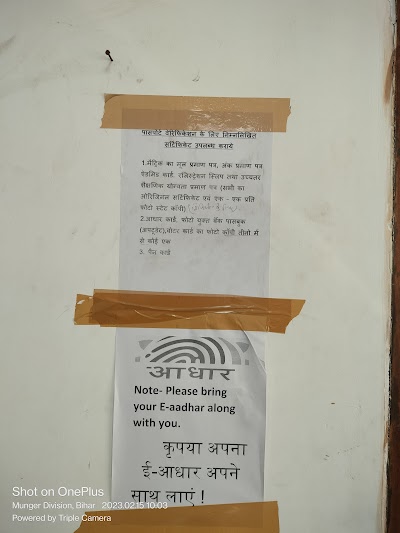 पासपोर्ट वेरिफिकेशन के लिए निम्नलिखित
सर्टिफिकेट उपलब्ध कराये
1.मैट्रिक का मूल प्रमाण पत्र, अंक प्रमाण पत्र
ऐडमिड कार्ड, रजिस्ट्रेशन स्लिप तथा उच्चतर
शैक्षणिक योग्यता प्रमाण पत्र (सभी का
ओरिजिनल सर्टिफिकेट एवं एक - एक प्रति
फोटो स्टेट कॉपी)
2.आधार कार्ड, फोटो युक्त बैंक पासबुक
(अपटूडेट),वोटर कार्ड का फोटो कॉपी तीनो में
से कोई एक
3. पैन कार्ड
आधार
Note- Please bring
your E-aadhar along
with you.
कृपया अपना
ई-आधार अपने
साथ लाएं !
Shot on OnePlus
Munger Division, Bihar 2023.02.15 10:03
Powered by Triple Camera